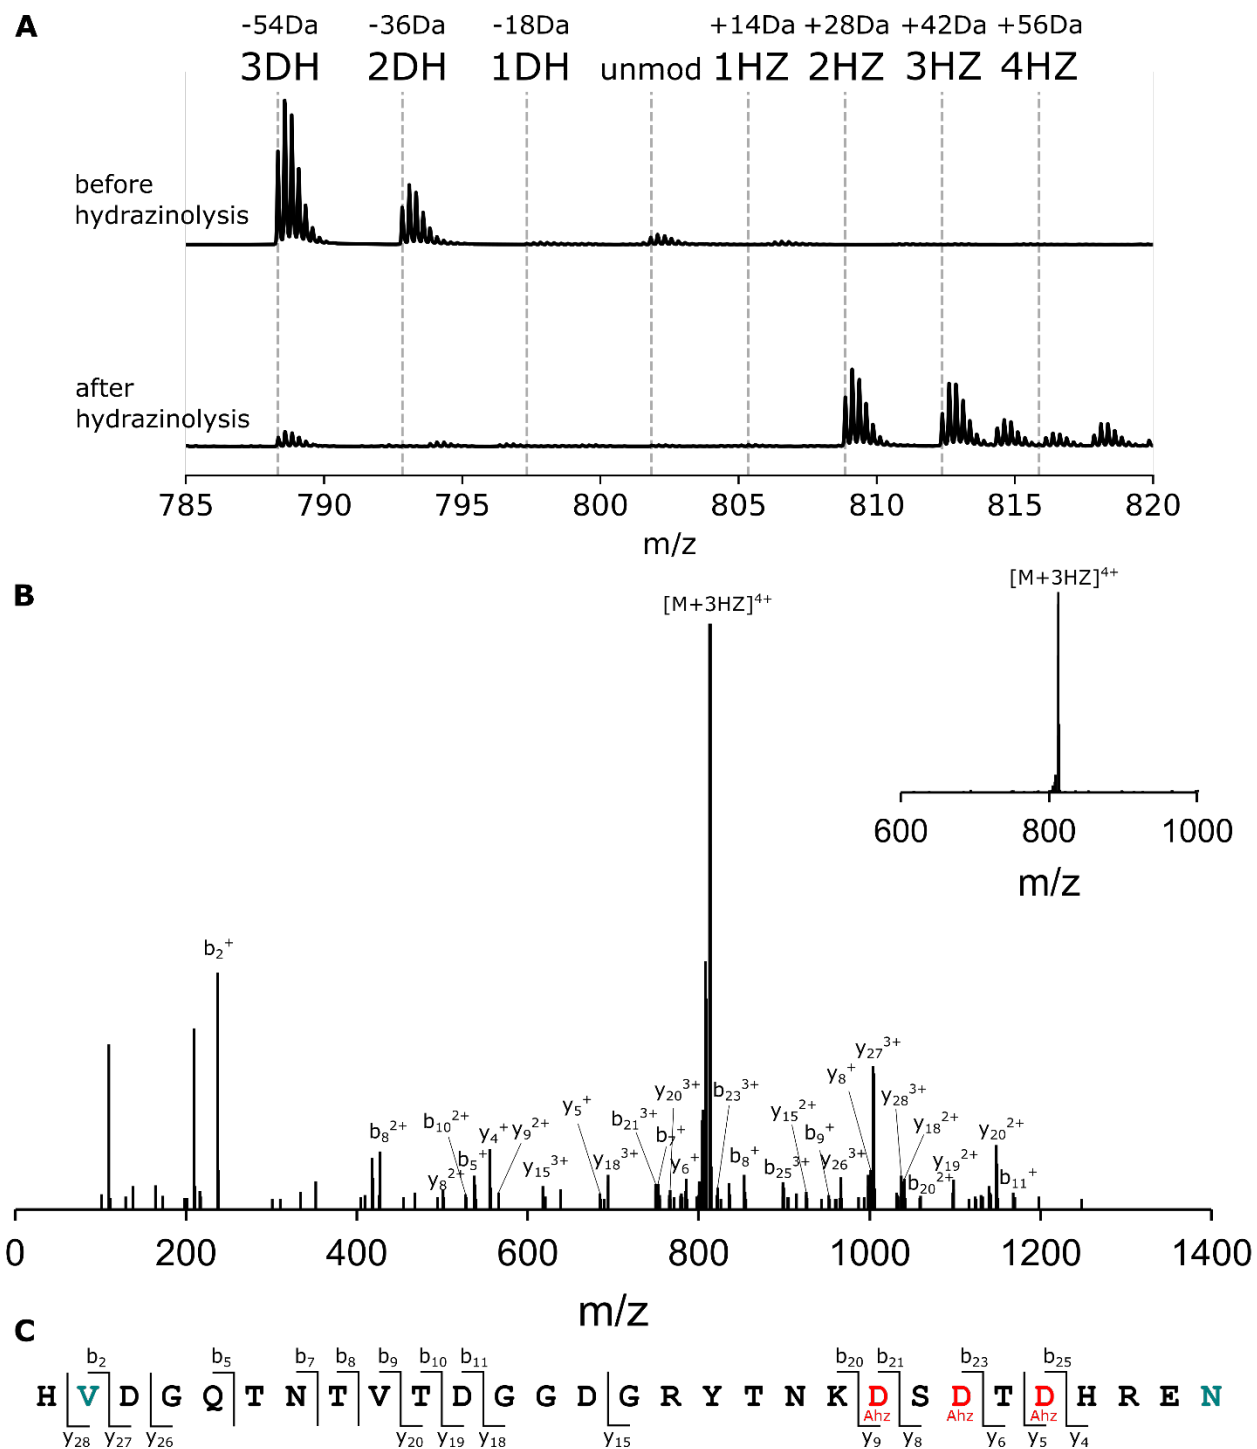 A
-54Da -36Da -18Da +14Da +28Da +42Da +56Da
3DH 2DH 1DH unmod 1HZ 2HZ 3HZ 4HZ
before
hydrazinolysis
after
hydrazinolysis
785 790 795 800 805 810 815 820
m/z
B
[M+3HZ]⁴⁺
[M+3HZ]⁴⁺
600 800 1000
m/z
b₂⁺
b₈²⁺
b₁₀²⁺
y₈²⁺
b₅⁺
y₄⁺
y₉²⁺
y₁₅³⁺
y₅⁺
y₁₈³⁺
b₂₁³⁺
b₇⁺
y₂₀³⁺
y₆⁺
b₂₃³⁺
b₈⁺
b₂₅³⁺
y₁₅²⁺
b₉⁺
y₂₆³⁺
y₈⁺
y₂₇³⁺
y₂₈³⁺
y₁₈²⁺
b₂₀²⁺
y₁₉²⁺
y₂₀²⁺
b₁₁⁺
0 200 400 600 800 1000 1200 1400
m/z
C
b₂ b₅ b₇ b₈ b₉ b₁₀ b₁₁ b₂₀ b₂₁ b₂₃ b₂₅
H V D G Q T N T V T D G G D G R Y T N K D S D T D H R E N
Ahz Ahz Ahz
y₂₈ y₂₇ y₂₆ y₂₀ y₁₉ y₁₈ y₁₅ y₉ y₈ y₆ y₅ y₄